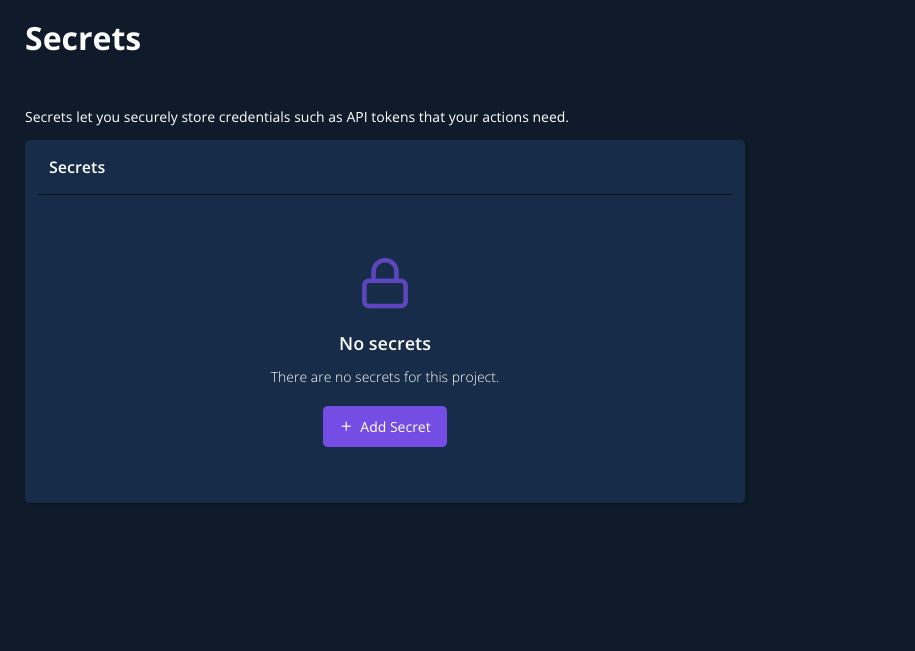 Secrets
Secrets let you securely store credentials such as API tokens that your actions need.
Secrets
No secrets
There are no secrets for this project.
+ Add Secret